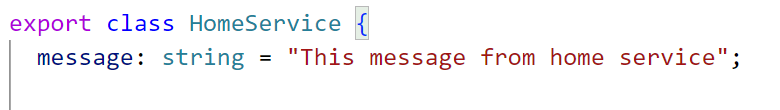 export class HomeService {
message: string = "This message from home service";